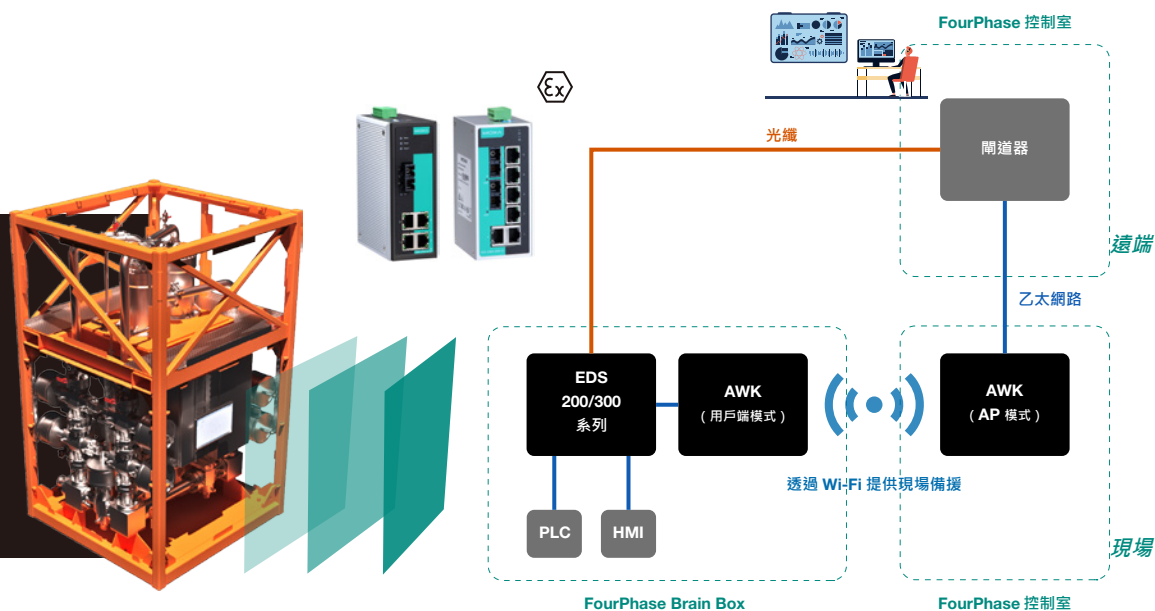 FourPhase 控制室
εx
光纖
閘道器
遠端
乙太網路
EDS
200/300
系列
AWK
（用戶端模式）
AWK
（AP 模式）
透過 Wi-Fi 提供現場備援
PLC
HMI
現場
FourPhase Brain Box
FourPhase 控制室